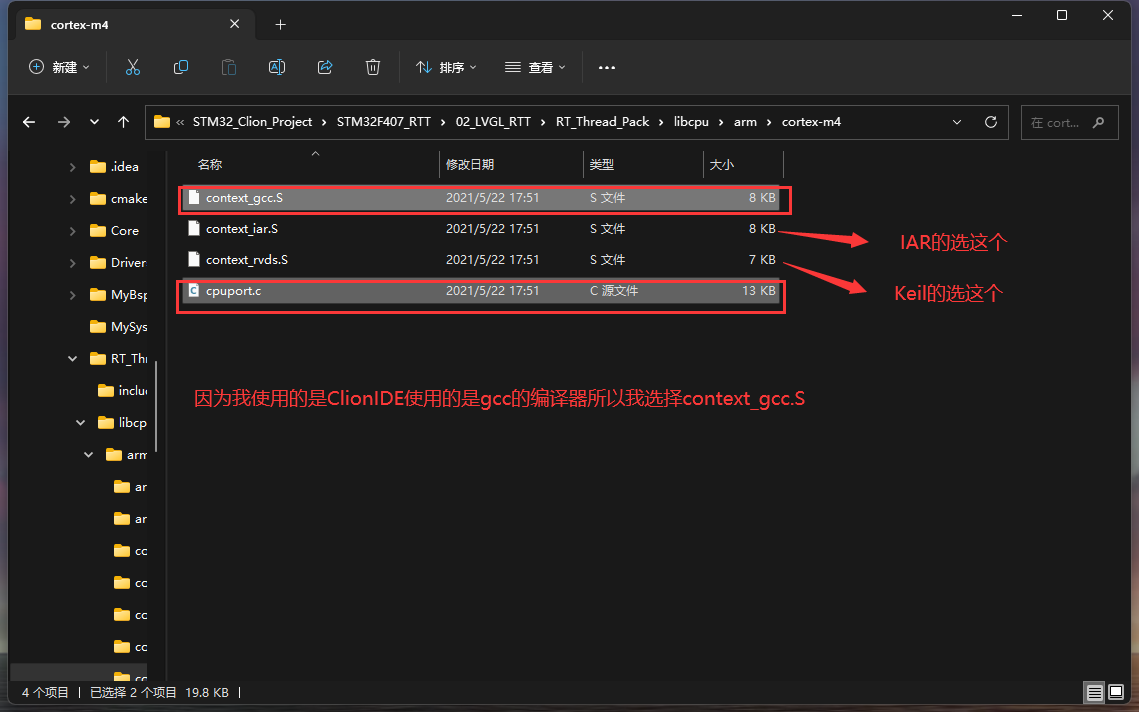 cortex-m4
新建
排序
查看
« STM32_Clion_Project › STM32F407_RTT › 02_LVGL_RTT › RT_Thread_Pack › libcpu › arm › cortex-m4
在 cort...
.idea
cmake
Core
Driver
MyBsp
MySys
RT_Thr
includ
libcp
arm
ar
ar
cc
cc
cc
cc
名称 修改日期 类型 大小
context_gcc.S 2021/5/22 17:51 S 文件 8 KB
context_iar.S 2021/5/22 17:51 S 文件 8 KB
context_rvds.S 2021/5/22 17:51 S 文件 7 KB
cpuport.c 2021/5/22 17:51 C 源文件 13 KB
IAR的选这个
Keil的选这个
因为我使用的是ClionIDE使用的是gcc的编译器所以我选择context_gcc.S
4 个项目 | 已选择 2 个项目 19.8 KB |